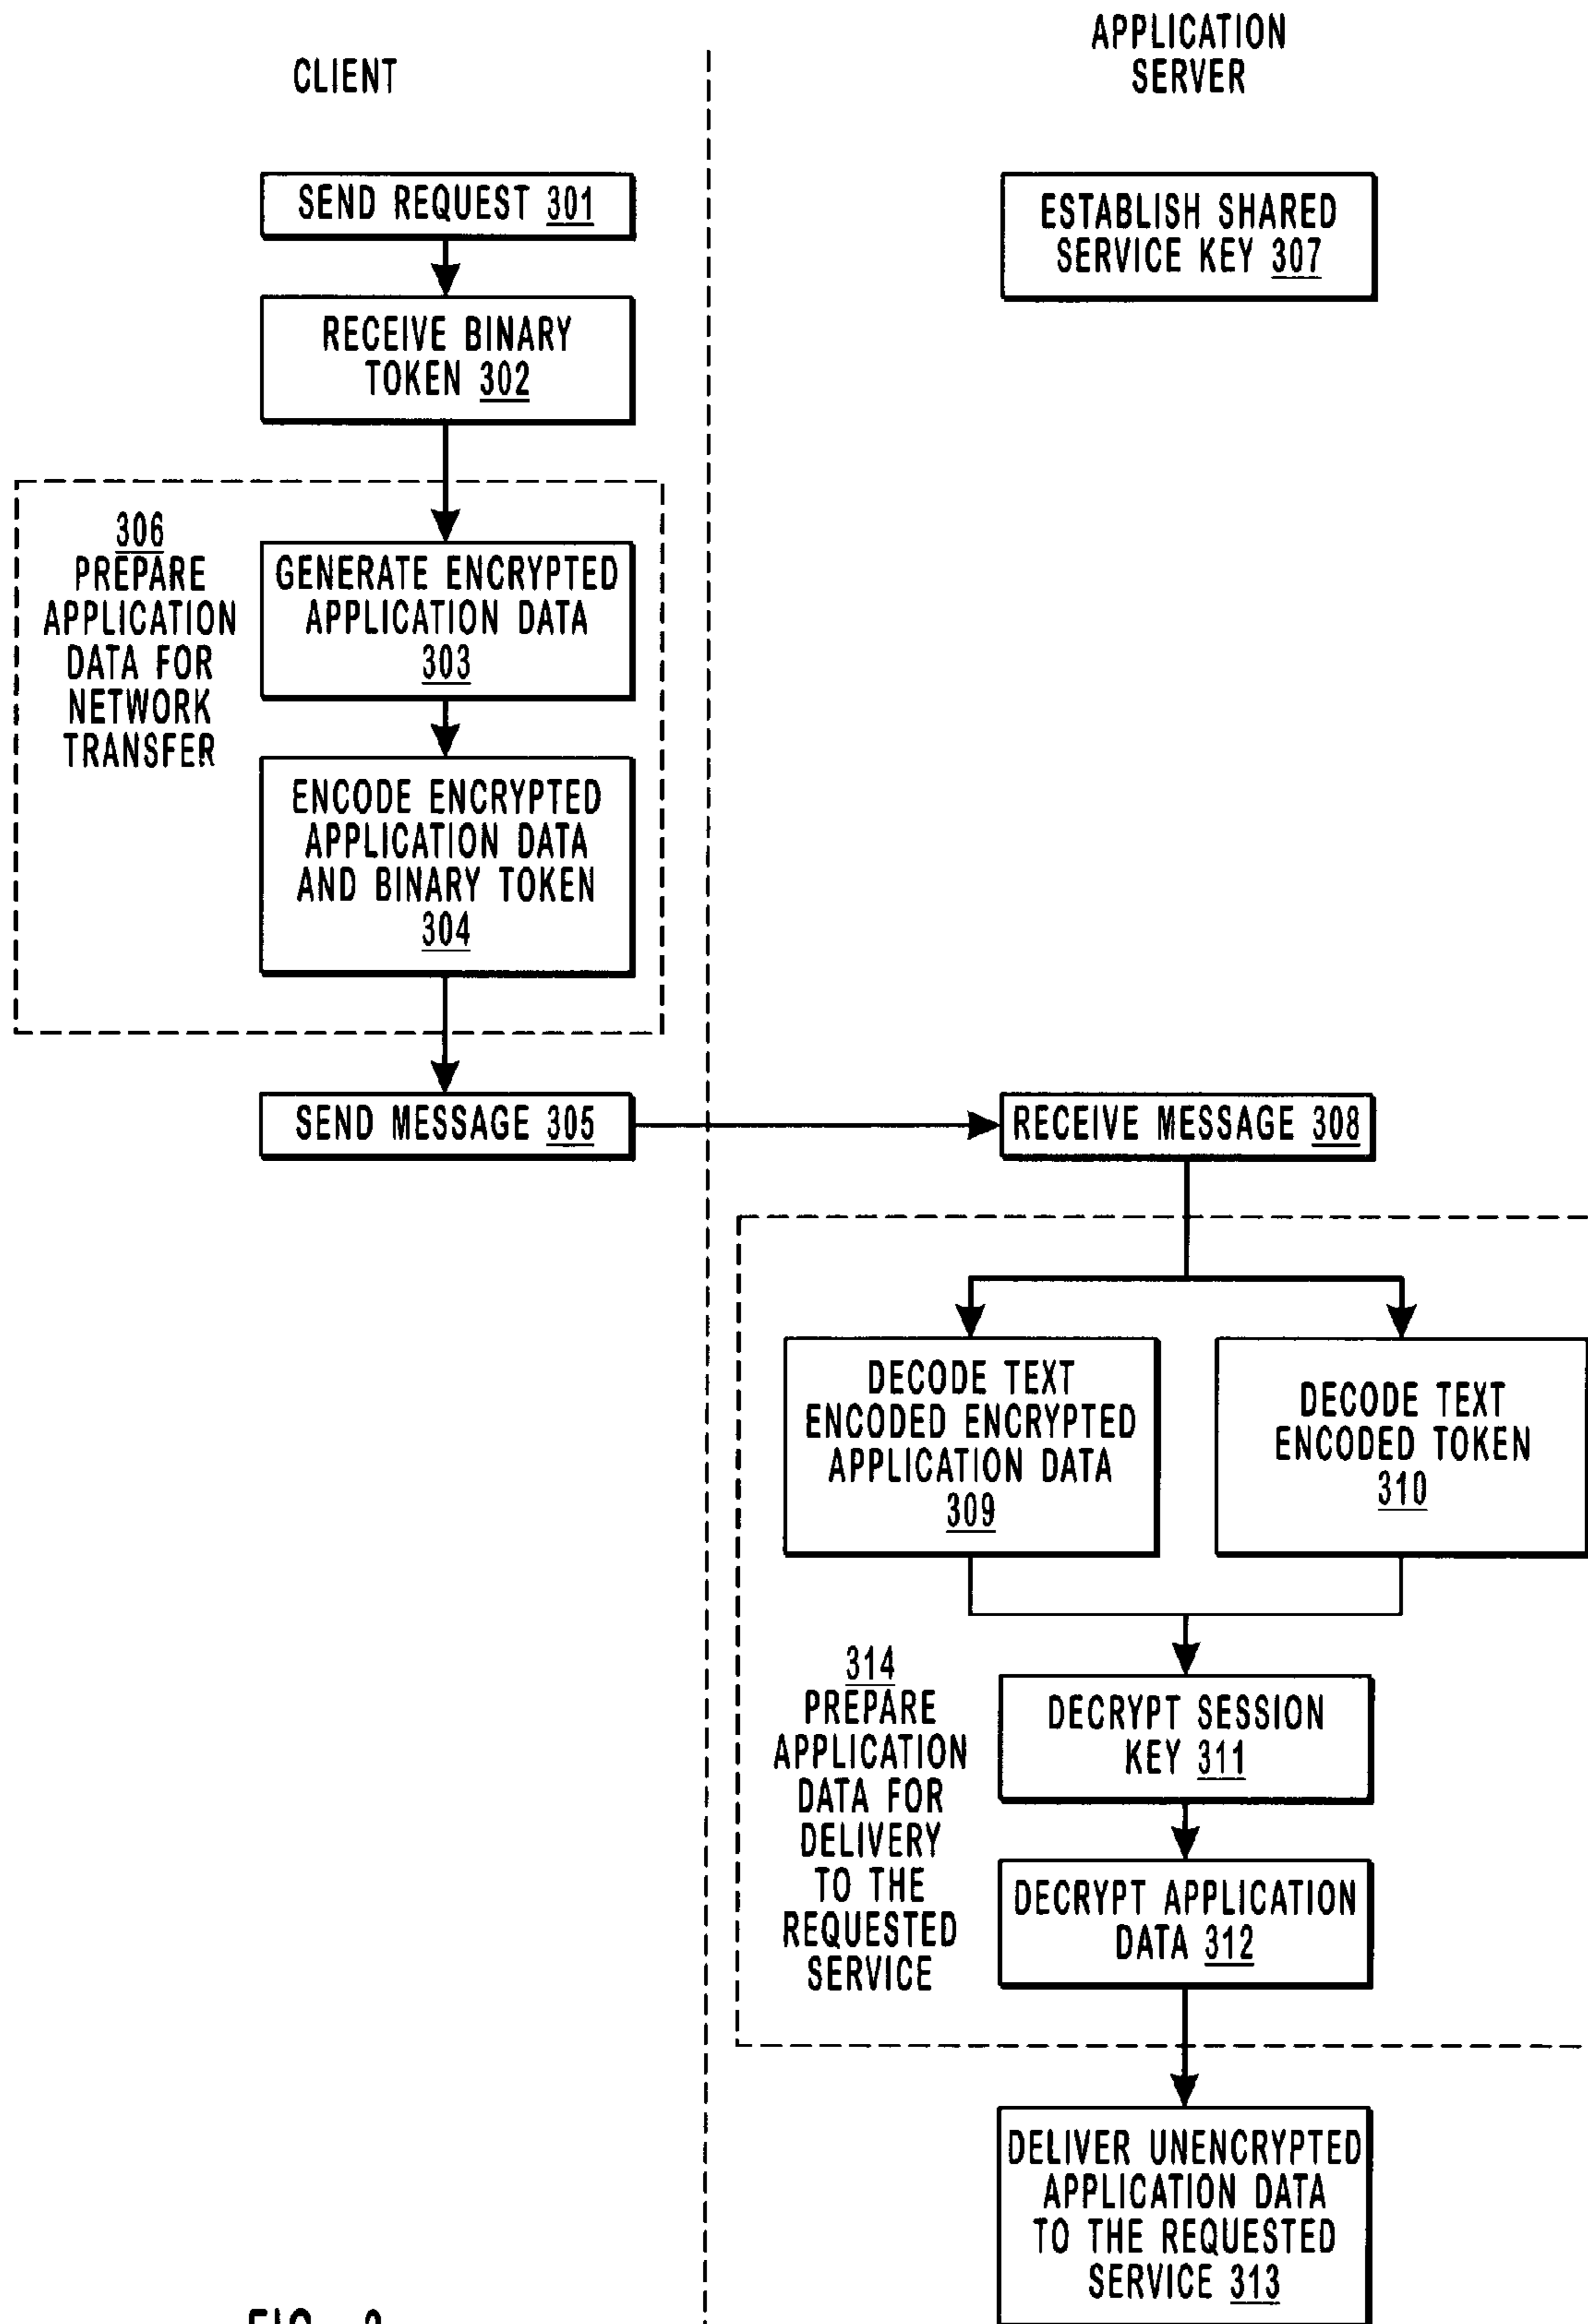 CLIENT
APPLICATION
SERVER
SEND REQUEST 301
ESTABLISH SHARED
SERVICE KEY 307
RECEIVE BINARY
TOKEN 302
306
PREPARE
APPLICATION
DATA FOR
NETWORK
TRANSFER
GENERATE ENCRYPTED
APPLICATION DATA
303
ENCODE ENCRYPTED
APPLICATION DATA
AND BINARY TOKEN
304
SEND MESSAGE 305
RECEIVE MESSAGE 308
DECODE TEXT
ENCODED ENCRYPTED
APPLICATION DATA
309
DECODE TEXT
ENCODED TOKEN
310
314
PREPARE
APPLICATION
DATA FOR
DELIVERY
TO THE
REQUESTED
SERVICE
DECRYPT SESSION
KEY 311
DECRYPT APPLICATION
DATA 312
DELIVER UNENCRYPTED
APPLICATION DATA
TO THE REQUESTED
SERVICE 313
FIG.